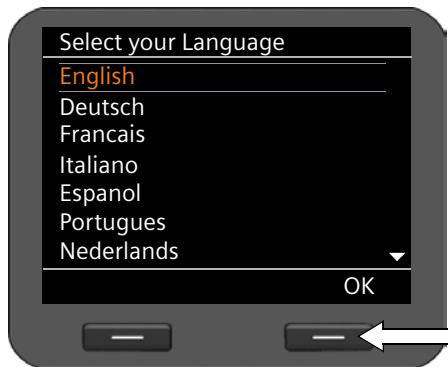 Select your Language
English
Deutsch
Francais
Italiano
Espanol
Portugues
Nederlands
OK